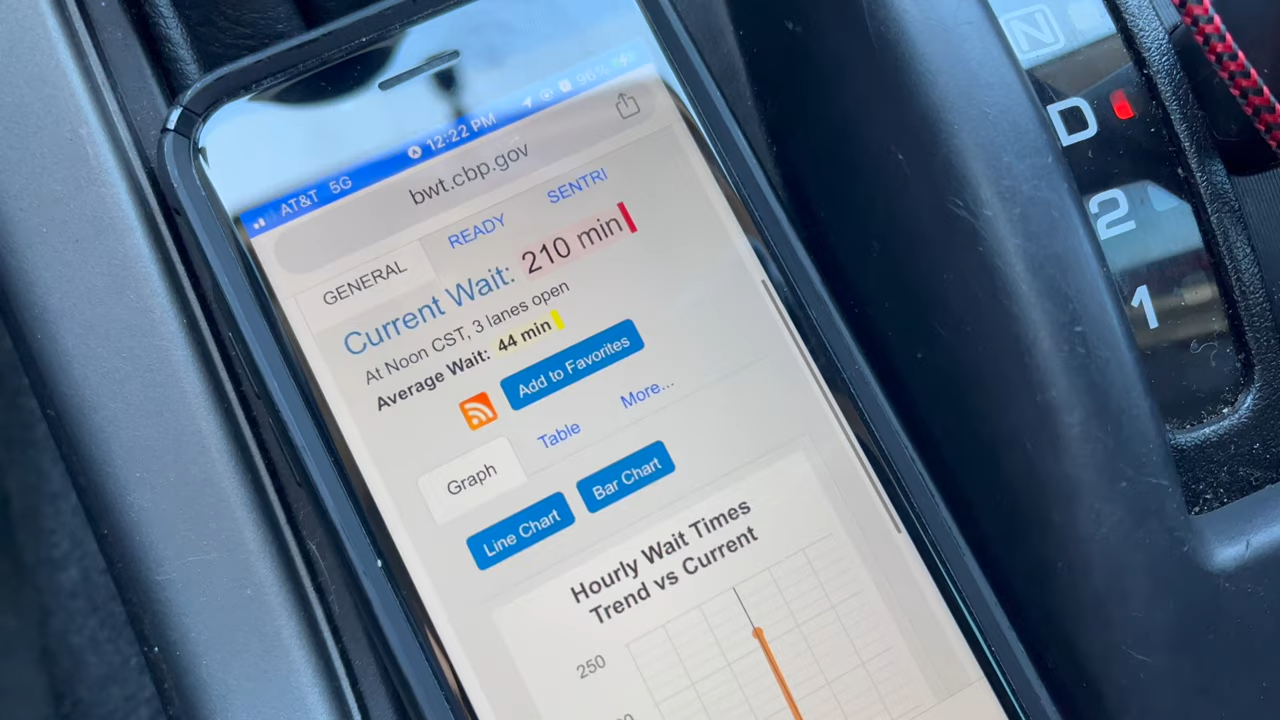 AT&T 5G
12:22 PM
96%
bwt.cbp.gov
GENERAL
READY
SENTRI
Current Wait: 210 min
At Noon CST, 3 lanes open
Average Wait: 44 min
Add to Favorites
Graph
Table
More...
Line Chart
Bar Chart
Hourly Wait Times
Trend vs Current
250
N
D
2
1